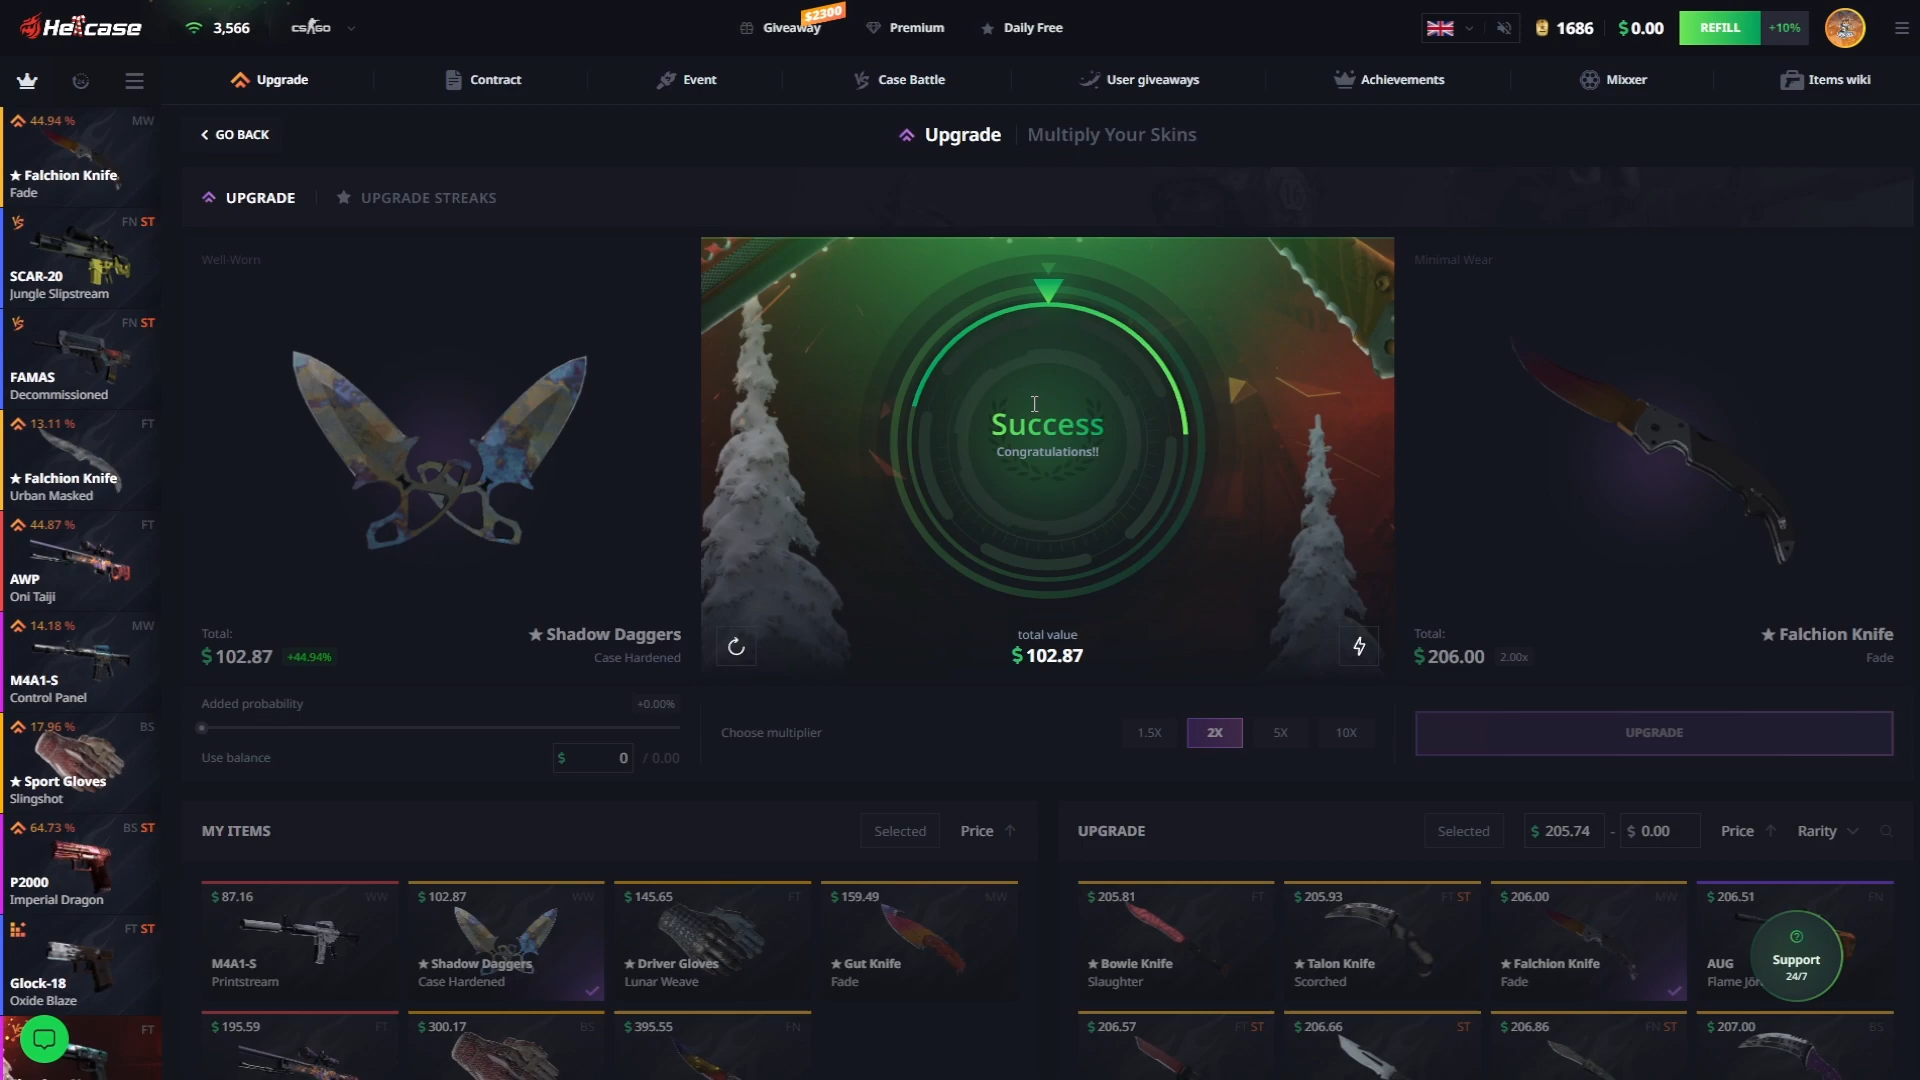 Hellcase
3,566
CS:GO
Giveaway
$2300
Premium
Daily Free
1686
$0.00
REFILL
+10%
Upgrade
Contract
Event
Case Battle
User giveaways
Achievements
Mixxer
Items wiki
GO BACK
Upgrade
Multiply Your Skins
UPGRADE
UPGRADE STREAKS
44.94 %
MW
★ Falchion Knife
Fade
FN ST
SCAR-20
Jungle Slipstream
FN ST
FAMAS
Decommissioned
13.11 %
FT
★ Falchion Knife
Urban Masked
44.87 %
FT
AWP
Oni Taiji
14.18 %
MW
M4A1-S
Control Panel
17.96 %
BS
★ Sport Gloves
Slingshot
64.73 %
BS ST
P2000
Imperial Dragon
FT ST
Glock-18
Oxide Blaze
FT
Well-Worn
Total:
$102.87
+44.94%
★ Shadow Daggers
Case Hardened
Success
Congratulations!!
total value
$102.87
Minimal Wear
Total:
$206.00
2.00x
★ Falchion Knife
Fade
Added probability
+0.00%
Use balance
$ 0
/ 0.00
Choose multiplier
1.5X
2X
5X
10X
UPGRADE
MY ITEMS
Selected
Price
$87.16
WW
M4A1-S
Printstream
$102.87
WW
★ Shadow Daggers
Case Hardened
$145.65
FT
★ Driver Gloves
Lunar Weave
$159.49
MW
★ Gut Knife
Fade
$195.59
FT
$300.17
BS
$395.55
FN
UPGRADE
Selected
$ 205.74
-
$ 0.00
Price
Rarity
$205.81
FT
★ Bowie Knife
Slaughter
$205.93
FT ST
★ Talon Knife
Scorched
$206.00
MW
★ Falchion Knife
Fade
$206.51
FN
AUG
Flame Jör
Support
24/7
$206.57
FT ST
$206.66
ST
$206.86
FN ST
$207.00
BS